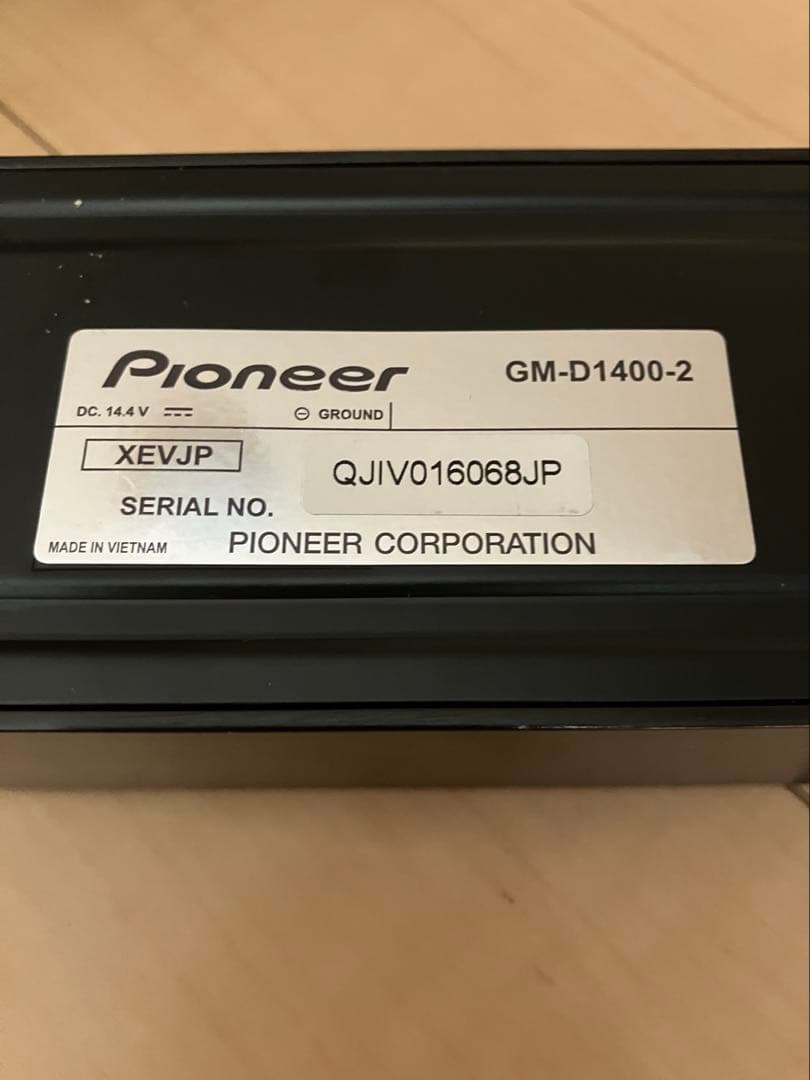 Pioneer GM-D1400-2
DC. 14.4 V ⎓ ⊖ GROUND
XEVJP
QJIV016068JP
SERIAL NO.
MADE IN VIETNAM PIONEER CORPORATION